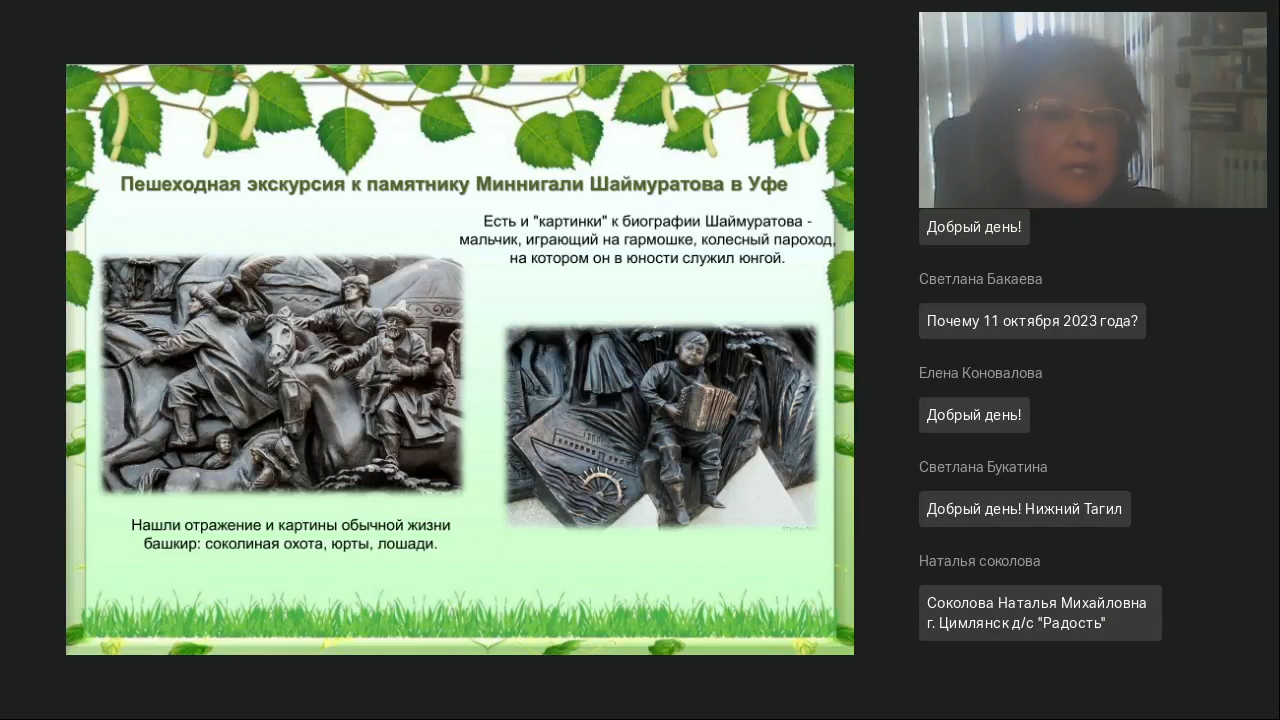 Пешеходная экскурсия к памятнику Миннигали Шаймуратова в Уфе
Есть и "картинки" к биографии Шаймуратова -
мальчик, играющий на гармошке, колесный пароход,
на котором он в юности служил юнгой.
Нашли отражение и картины обычной жизни
башкир: соколиная охота, юрты, лошади.
Добрый день!
Светлана Бакаева
Почему 11 октября 2023 года?
Елена Коновалова
Добрый день!
Светлана Букатина
Добрый день! Нижний Тагил
Наталья соколова
Соколова Наталья Михайловна
г. Цимлянск д/с "Радость"